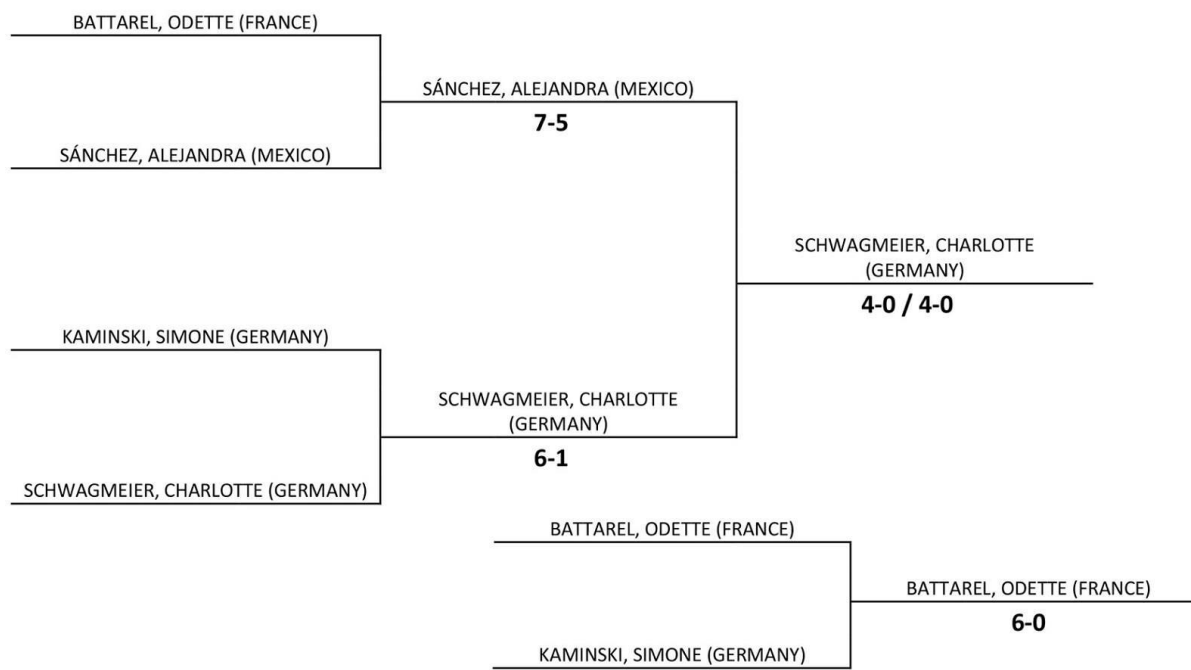 BATTAREL, ODETTE (FRANCE)
SÁNCHEZ, ALEJANDRA (MEXICO)
7-5
SÁNCHEZ, ALEJANDRA (MEXICO)
SCHWAGMEIER, CHARLOTTE
(GERMANY)
4-0 / 4-0
KAMINSKI, SIMONE (GERMANY)
SCHWAGMEIER, CHARLOTTE
(GERMANY)
6-1
SCHWAGMEIER, CHARLOTTE (GERMANY)
BATTAREL, ODETTE (FRANCE)
BATTAREL, ODETTE (FRANCE)
6-0
KAMINSKI, SIMONE (GERMANY)